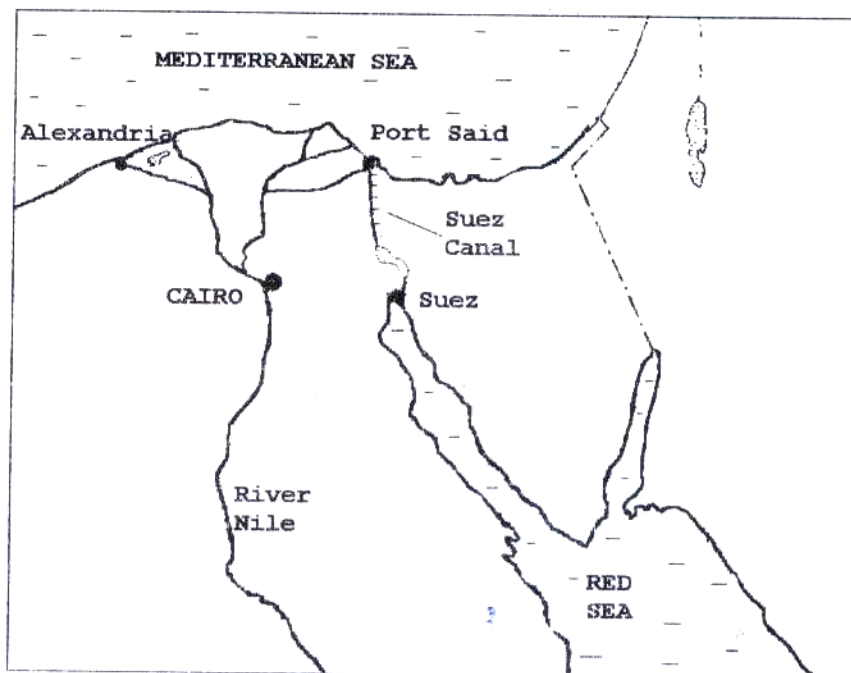 MEDITERRANEAN SEA
Alexandria
Port Said
Suez
Canal
CAIRO
Suez
River
Nile
RED
SEA